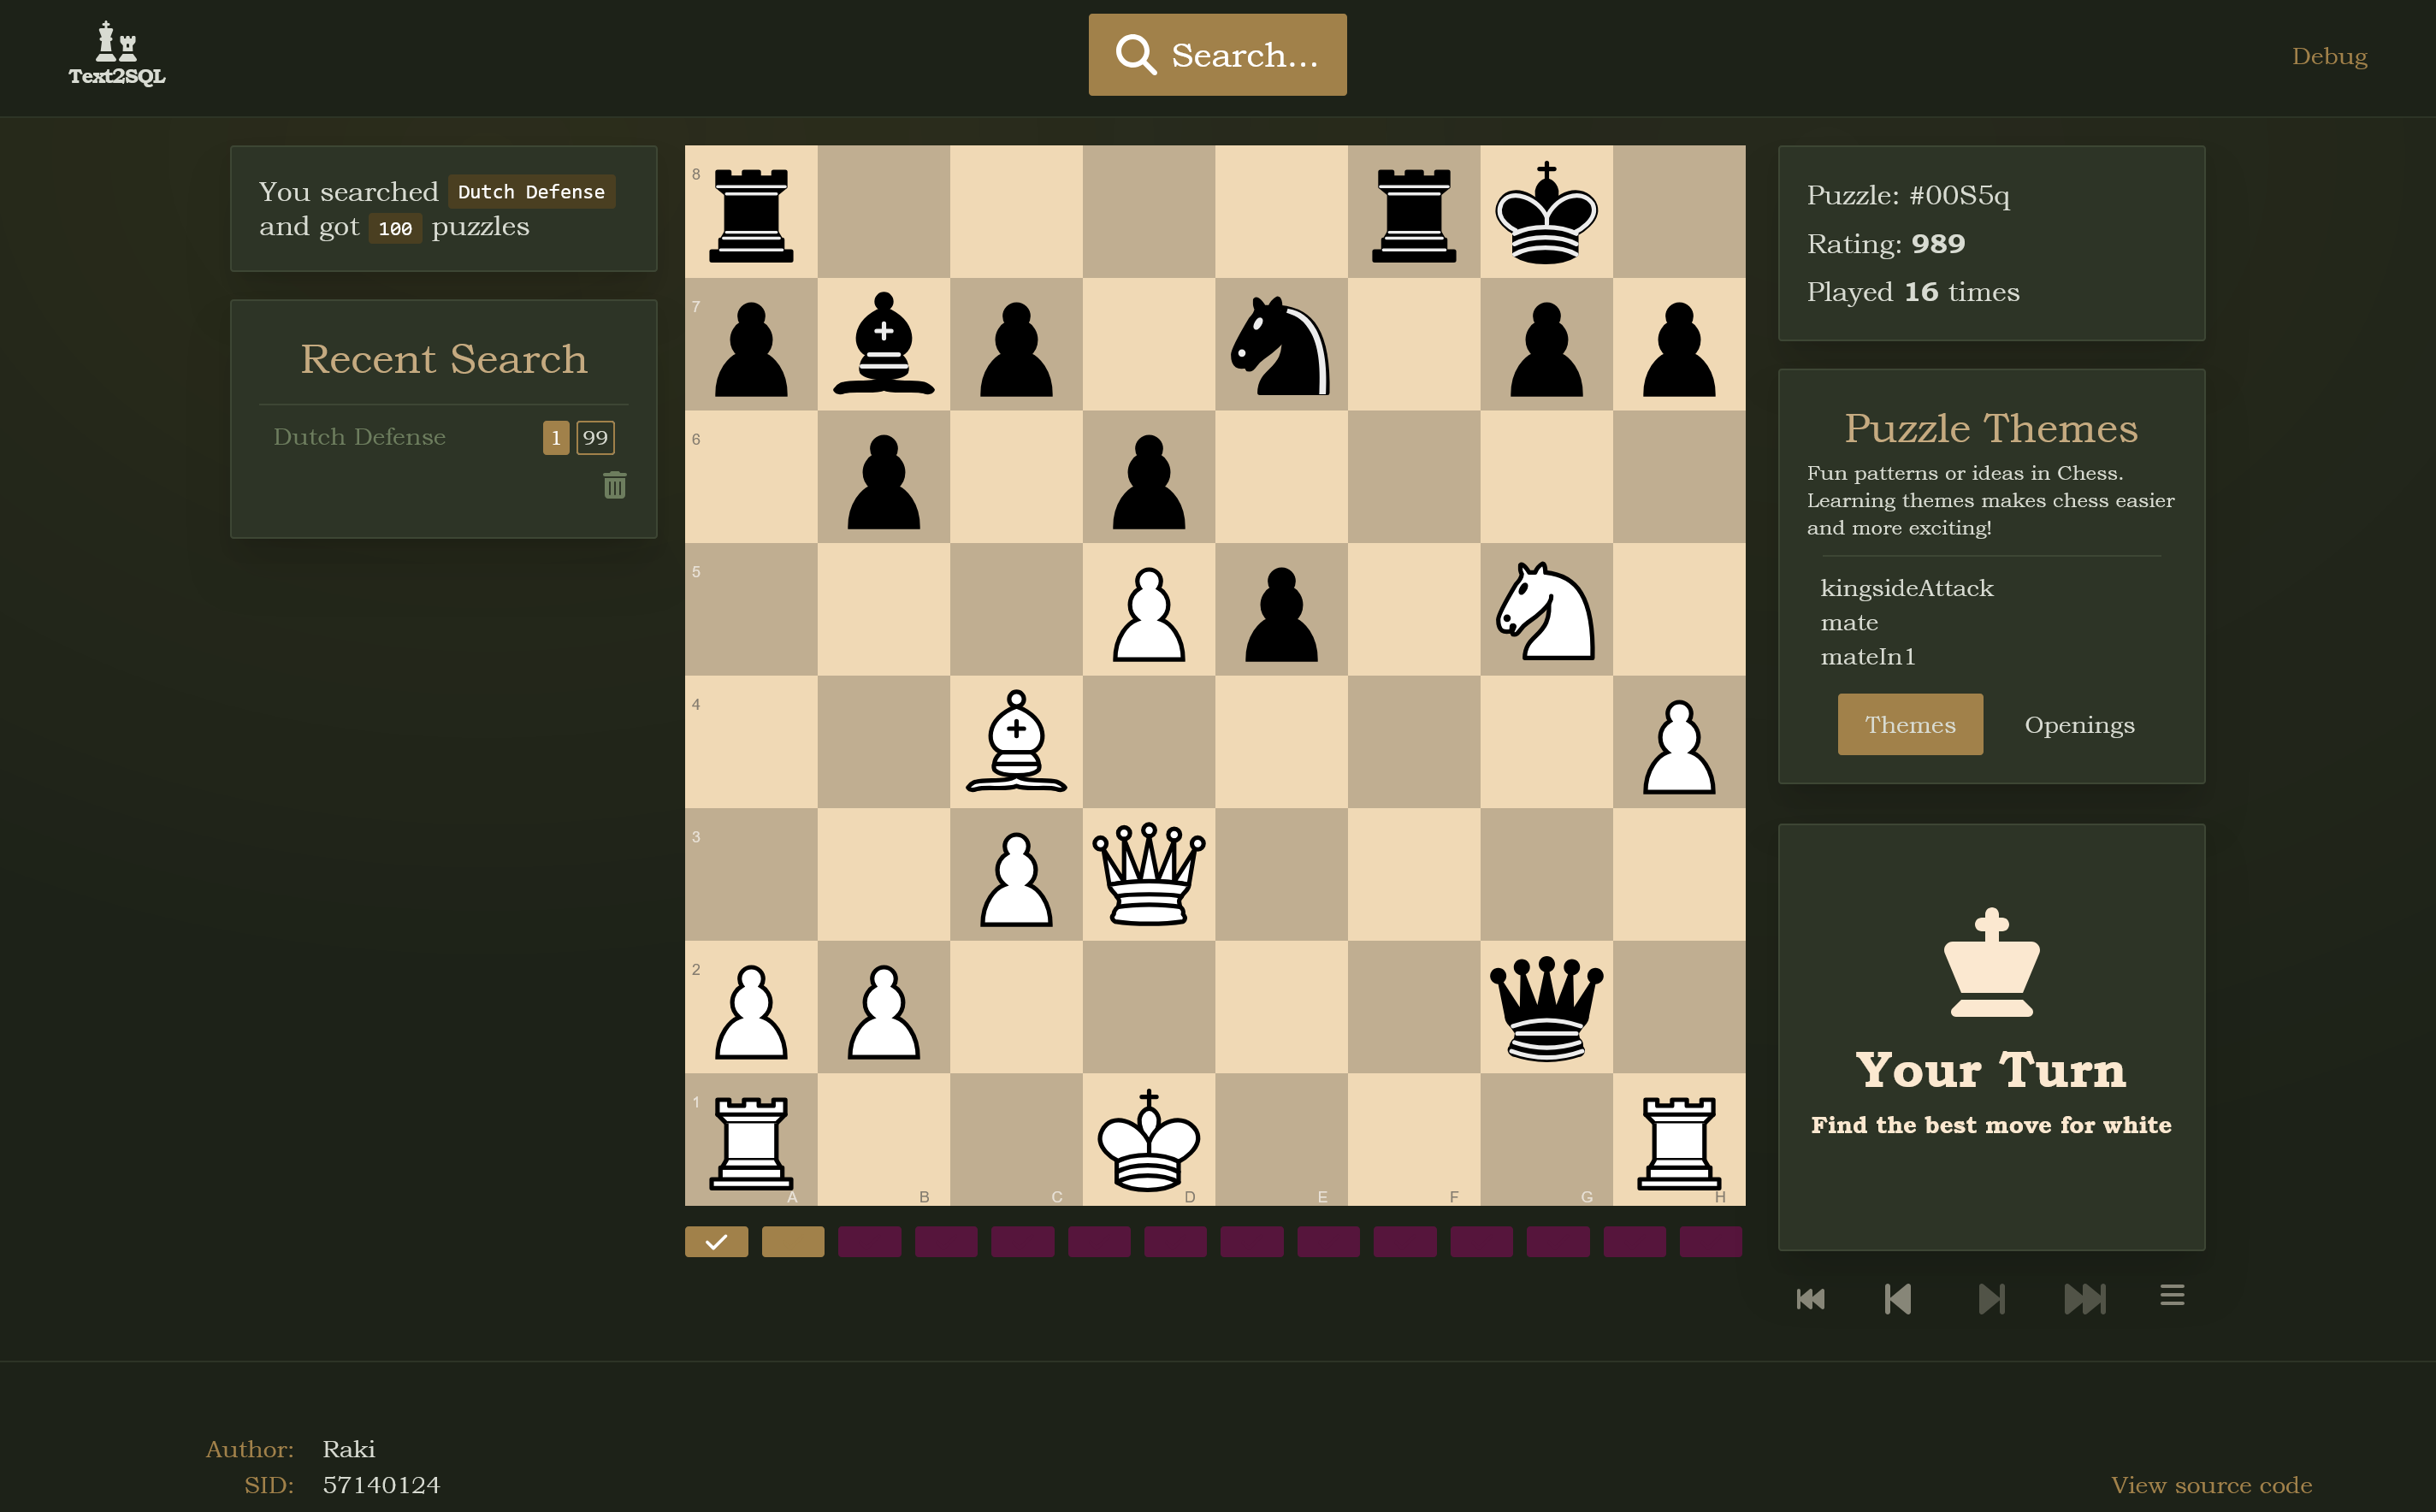 Text2SQL
Search...
Debug
You searched Dutch Defense
and got 100 puzzles
Recent Search
Dutch Defense 1 99
8
7
6
5
4
3
2
1
A B C D E F G H
Puzzle: #00S5q
Rating: 989
Played 16 times
Puzzle Themes
Fun patterns or ideas in Chess.
Learning themes makes chess easier
and more exciting!
kingsideAttack
mate
mateIn1
Themes Openings
Your Turn
Find the best move for white
Author: Raki
SID: 57140124
View source code